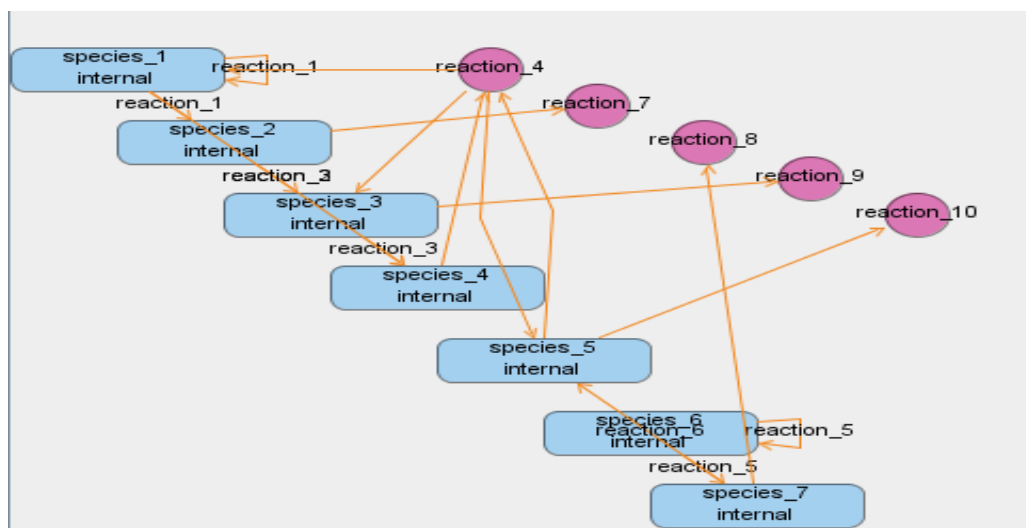 species_1
internal
reaction_1
reaction_4
reaction_1
reaction_7
species_2
internal
reaction_8
reaction_3
reaction_9
species_3
internal
reaction_10
reaction_3
species_4
internal
species_5
internal
species_6
reaction_6
internal
reaction_5
reaction_5
species_7
internal